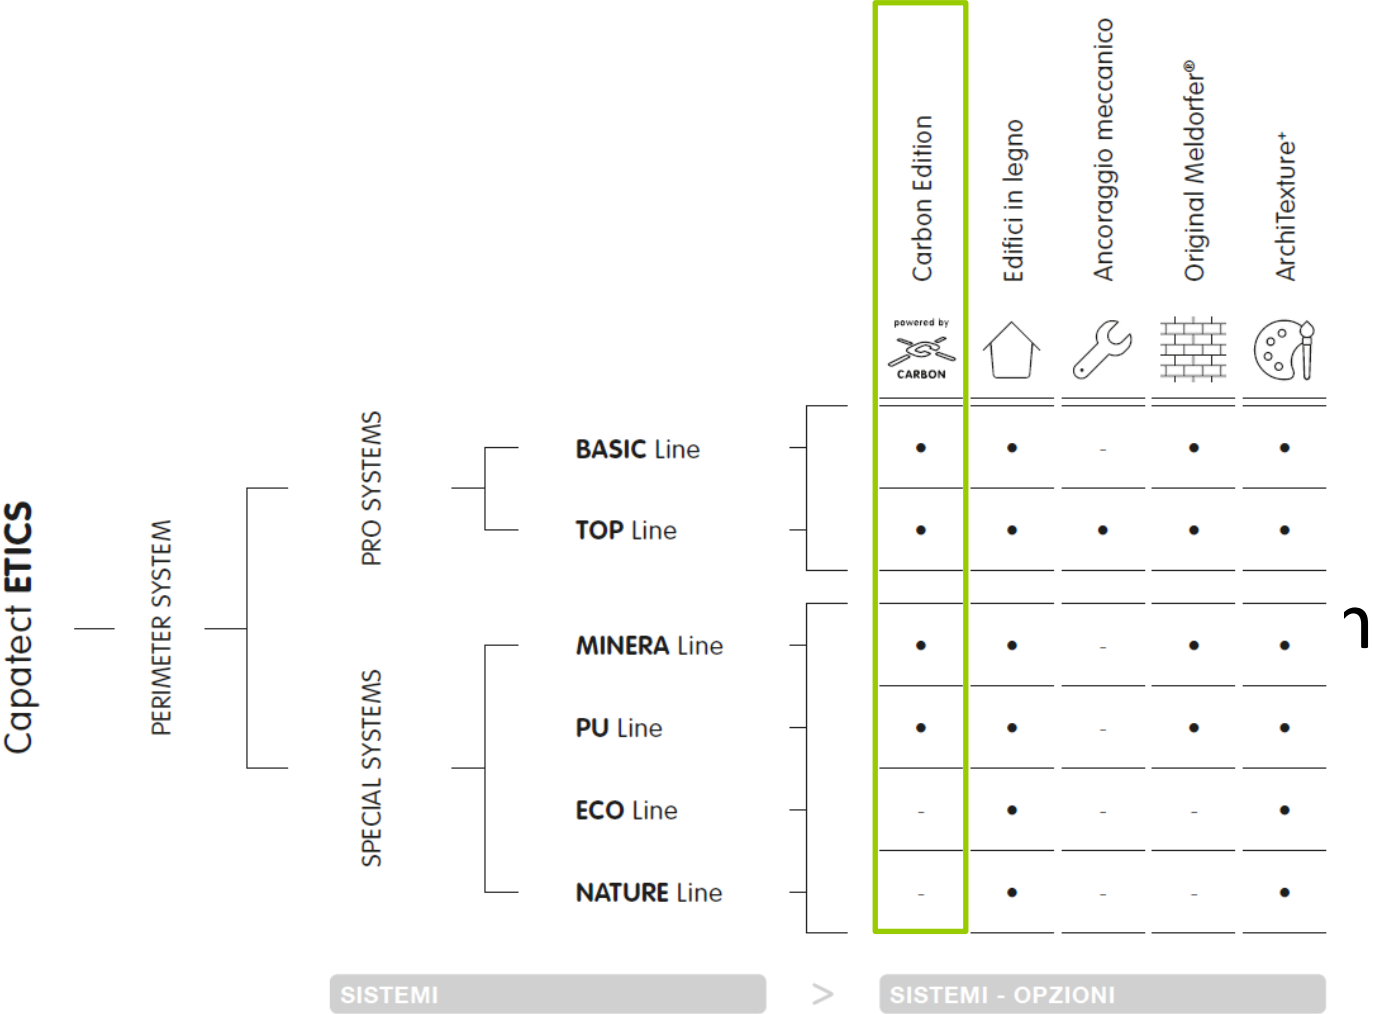 Carbon Edition
Edifici in legno
Ancoraggio meccanico
Original Meldorfer®
ArchiTexture⁺
powered by
CARBON
Capatect ETICS
PERIMETER SYSTEM
PRO SYSTEMS
BASIC Line • • - • •
TOP Line • • • • •
SPECIAL SYSTEMS
MINERA Line • • - • •
PU Line • • - • •
ECO Line - • - - •
NATURE Line - • - - •
SISTEMI > SISTEMI - OPZIONI